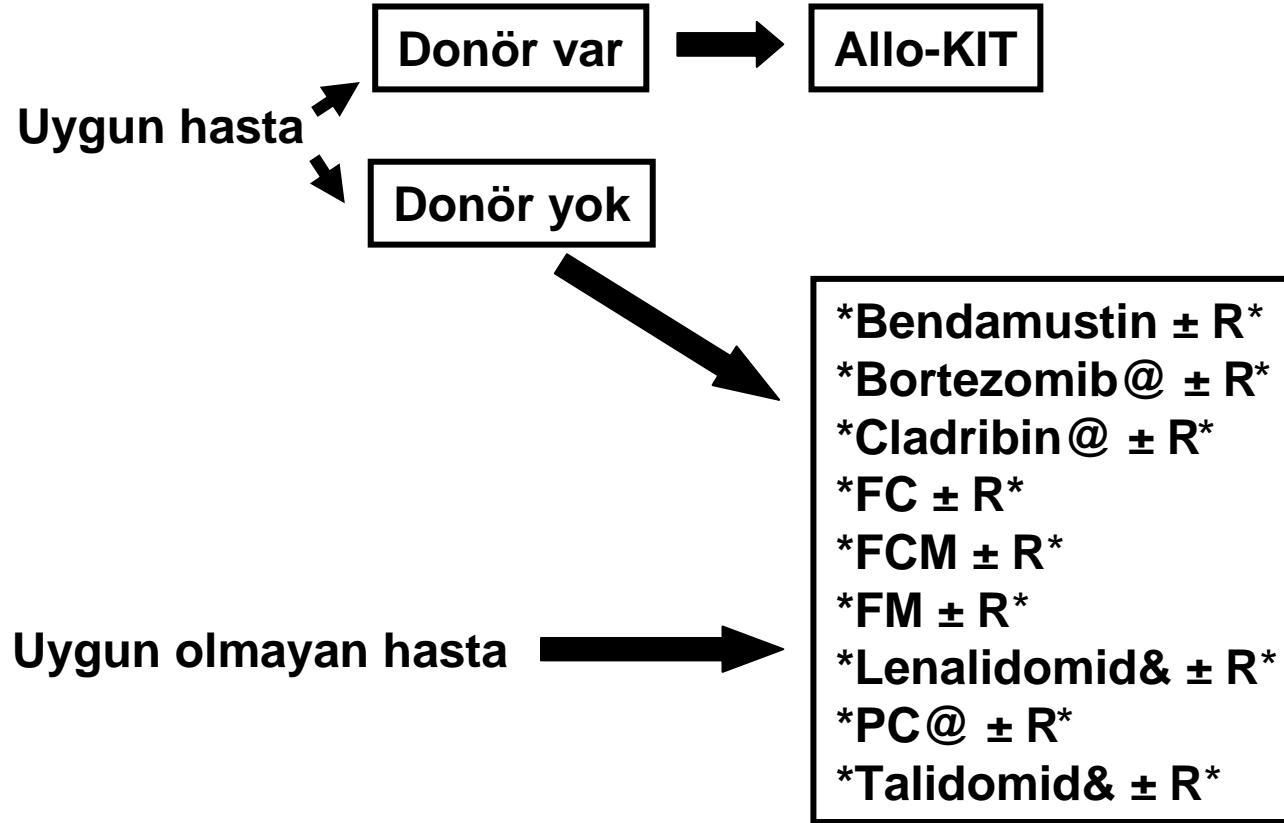 Donör var
Allo-KIT
Uygun hasta
Donör yok
*Bendamustin ± R*
*Bortezomib@ ± R*
*Cladribin@ ± R*
*FC ± R*
*FCM ± R*
*FM ± R*
*Lenalidomid& ± R*
*PC@ ± R*
*Talidomid& ± R*
Uygun olmayan hasta